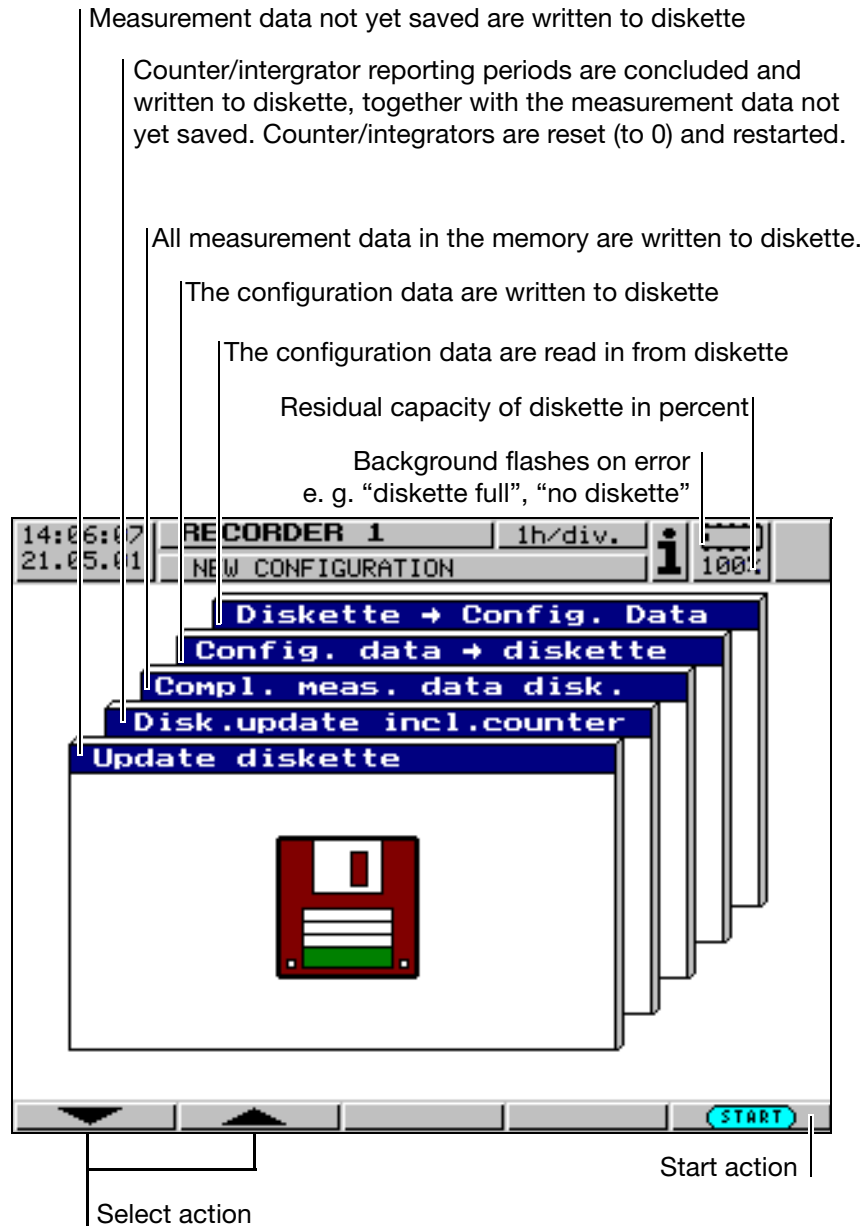 Measurement data not yet saved are written to diskette
Counter/intergrator reporting periods are concluded and
written to diskette, together with the measurement data not
yet saved. Counter/integrators are reset (to 0) and restarted.
All measurement data in the memory are written to diskette.
The configuration data are written to diskette
The configuration data are read in from diskette
Residual capacity of diskette in percent
Background flashes on error
e. g. “diskette full”, “no diskette”
14:06:07 RECORDER 1 1h/div. i
21.05.01 NEW CONFIGURATION 100%
Diskette → Config. Data
Config. data → diskette
Compl. meas. data disk.
Disk.update incl.counter
Update diskette
START
Start action
Select action